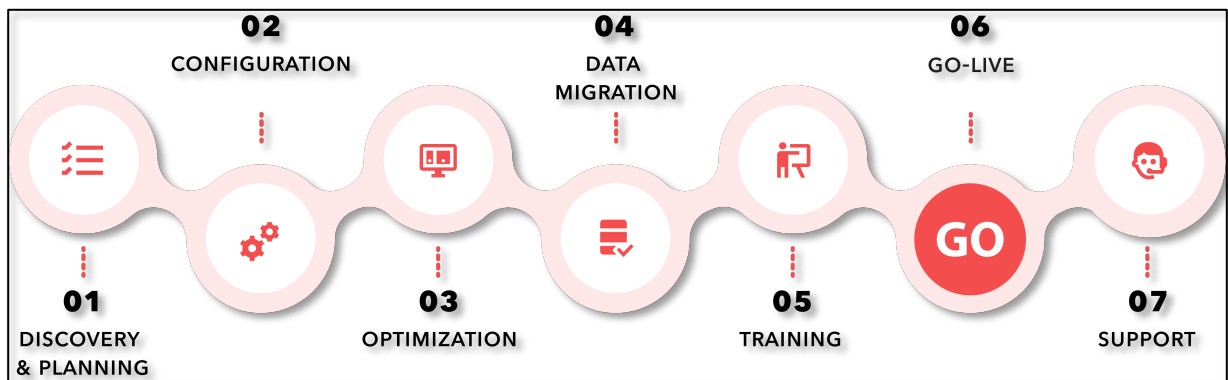 01
DISCOVERY
& PLANNING
02
CONFIGURATION
03
OPTIMIZATION
04
DATA
MIGRATION
05
TRAINING
06
GO-LIVE
GO
07
SUPPORT